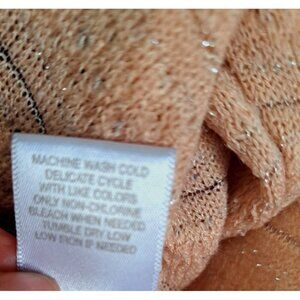 MACHINE WASH COLD
DELICATE CYCLE
WITH LIKE COLORS
ONLY NON-CHLORINE
BLEACH WHEN NEEDED
TUMBLE DRY LOW
LOW IRON IF NEEDED